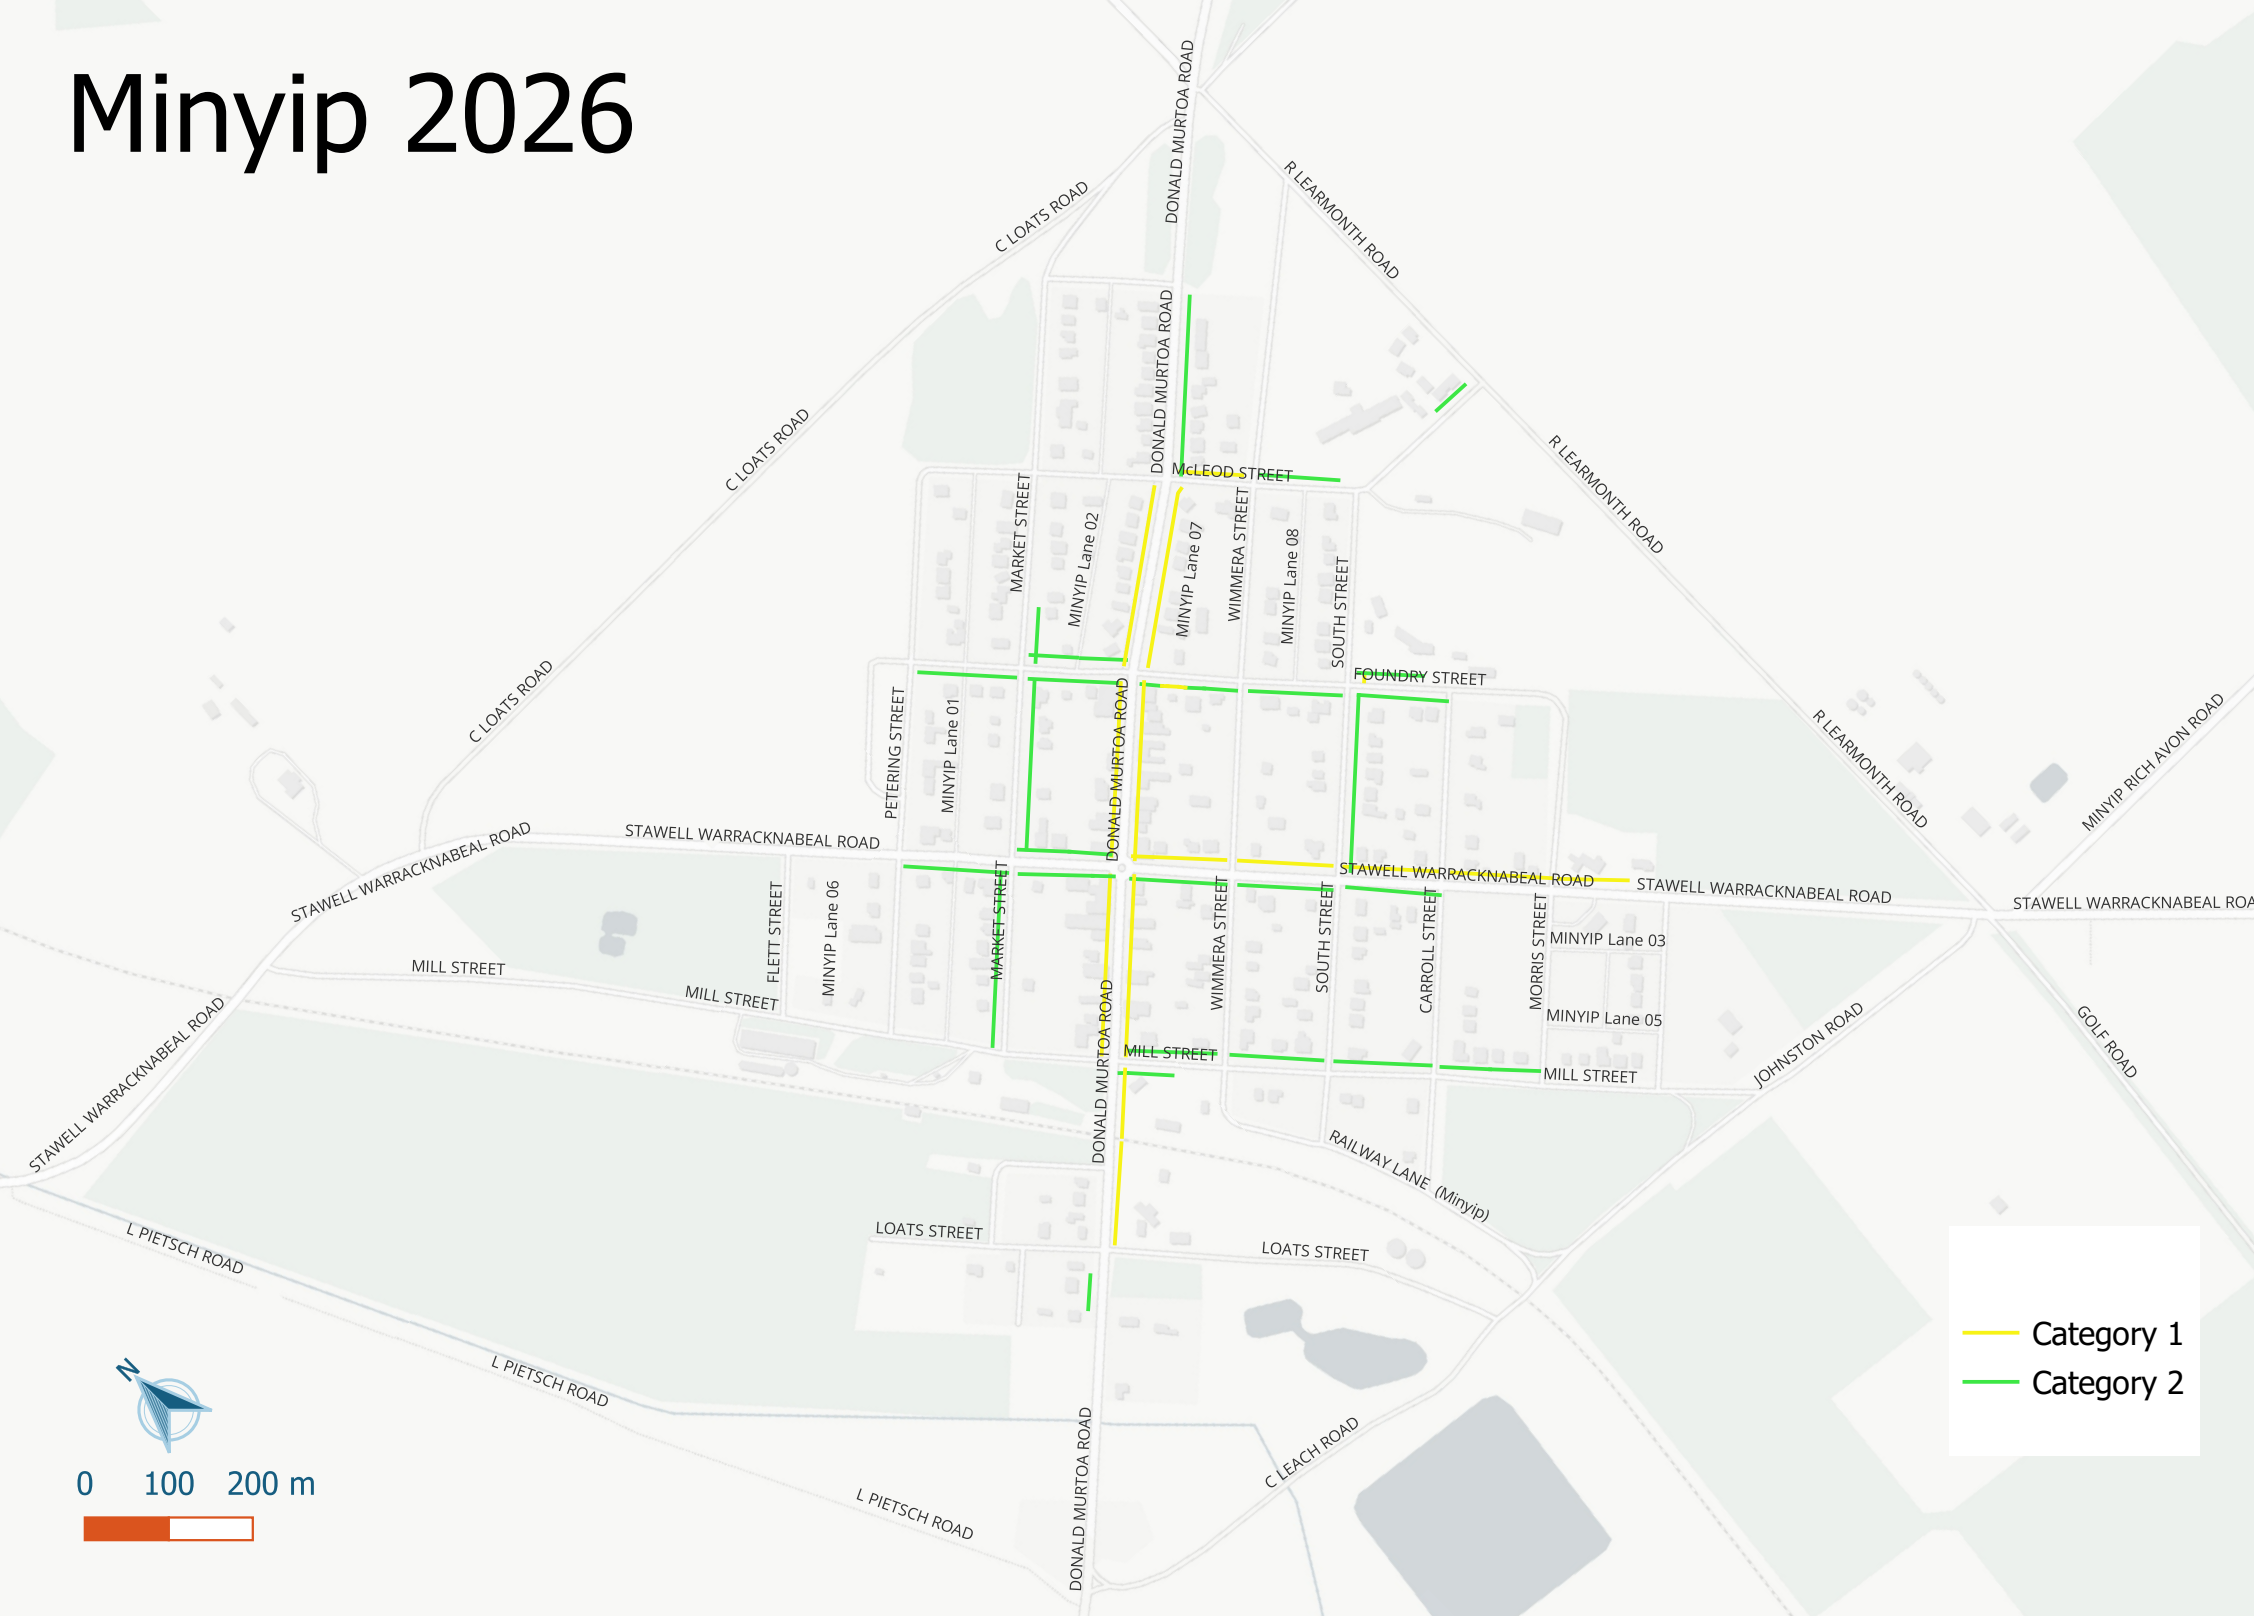 Minyip 2026
DONALD MURTOA ROAD
R LEARMONTH ROAD
C LOATS ROAD
DONALD MURTOA ROAD
C LOATS ROAD
R LEARMONTH ROAD
McLEOD STREET
MARKET STREET
MINYIP Lane 02
MINYIP Lane 07
WIMMERA STREET
MINYIP Lane 08
SOUTH STREET
C LOATS ROAD
FOUNDRY STREET
PETERING STREET
MINYIP Lane 01
DONALD MURTOA ROAD
R LEARMONTH ROAD
MINYIP RICH AVON ROAD
STAWELL WARRACKNABEAL ROAD
STAWELL WARRACKNABEAL ROAD
STAWELL WARRACKNABEAL ROAD
STAWELL WARRACKNABEAL ROAD
STAWELL WARRACKNABEAL ROA
FLETT STREET
MINYIP Lane 06
MARKET STREET
WIMMERA STREET
SOUTH STREET
CARROLL STREET
MORRIS STREET
MINYIP Lane 03
MILL STREET
MILL STREET
MINYIP Lane 05
JOHNSTON ROAD
GOLF ROAD
STAWELL WARRACKNABEAL ROAD
DONALD MURTOA ROAD
MILL STREET
MILL STREET
RAILWAY LANE (Minyip)
L PIETSCH ROAD
LOATS STREET
LOATS STREET
Category 1
Category 2
L PIETSCH ROAD
N
C LEACH ROAD
DONALD MURTOA ROAD
L PIETSCH ROAD
0 100 200 m